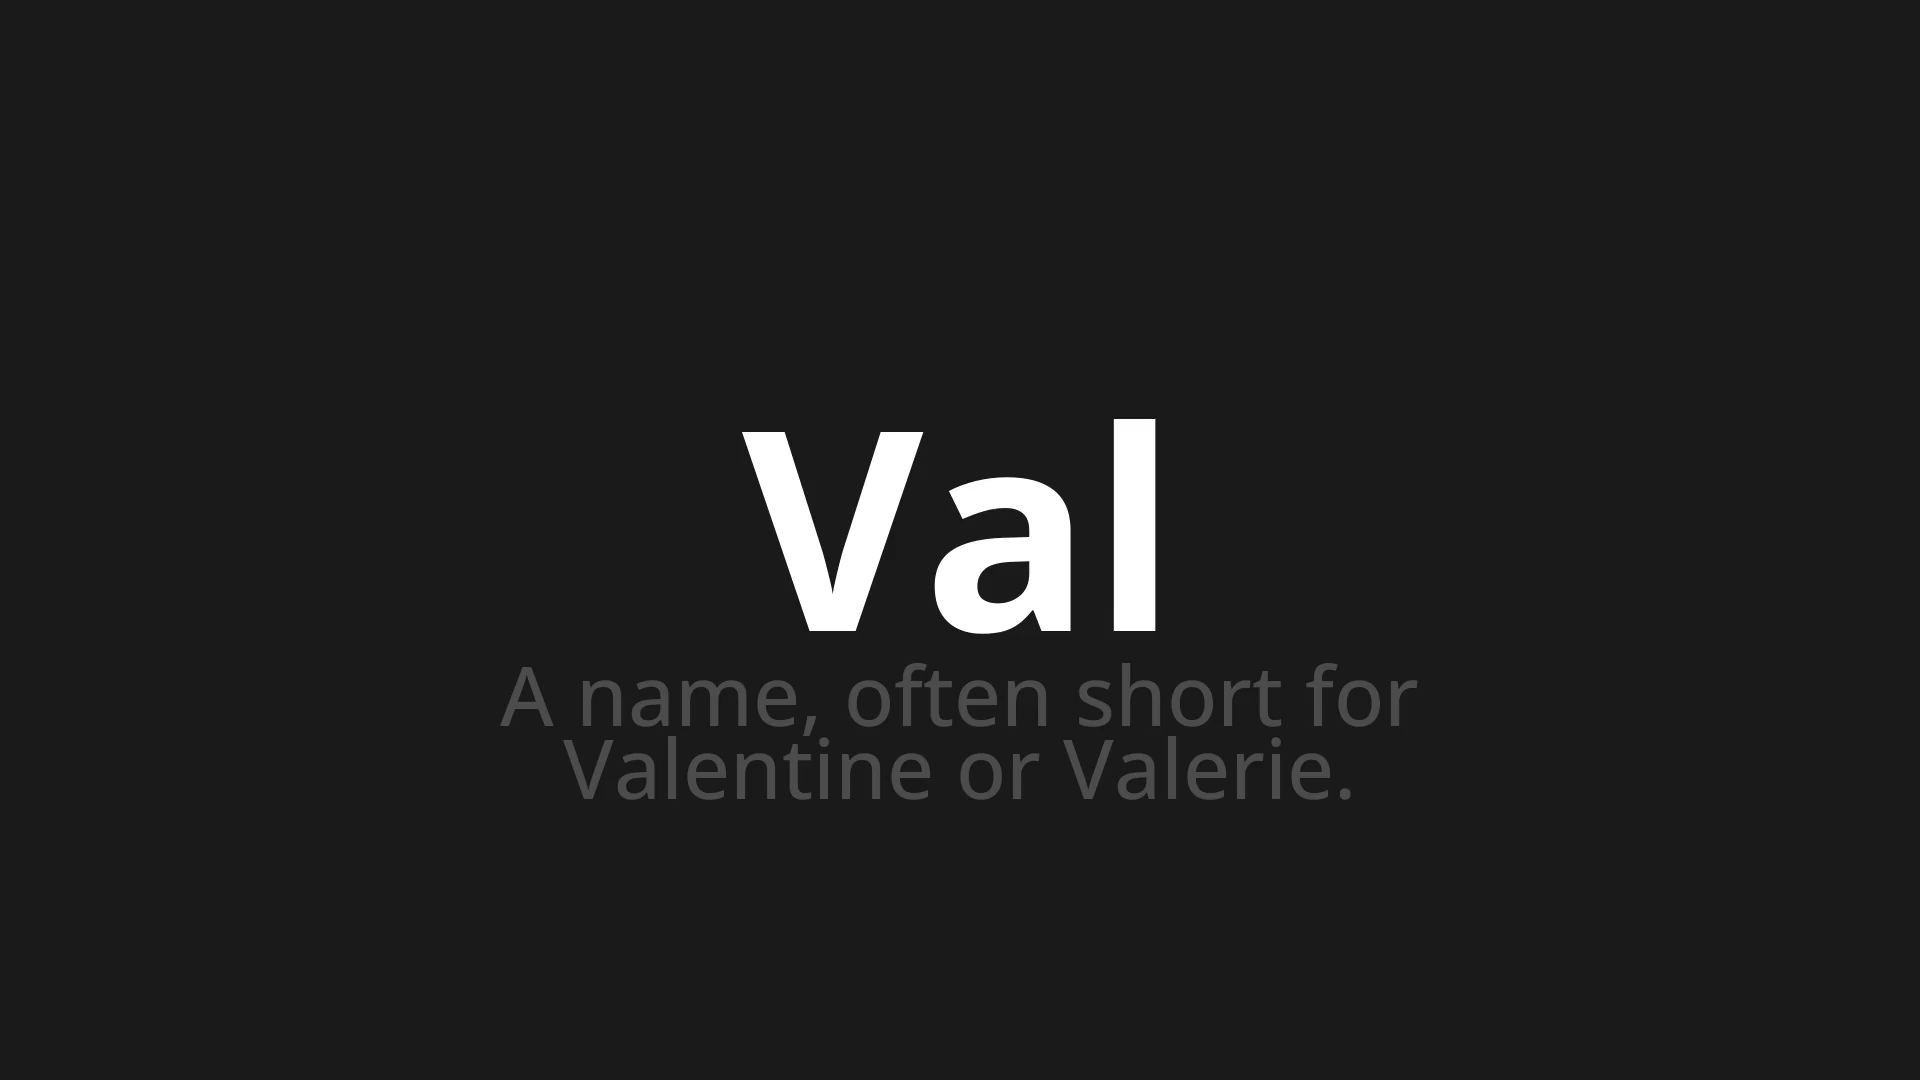 Val
A name, often short for
Valentine or Valerie.